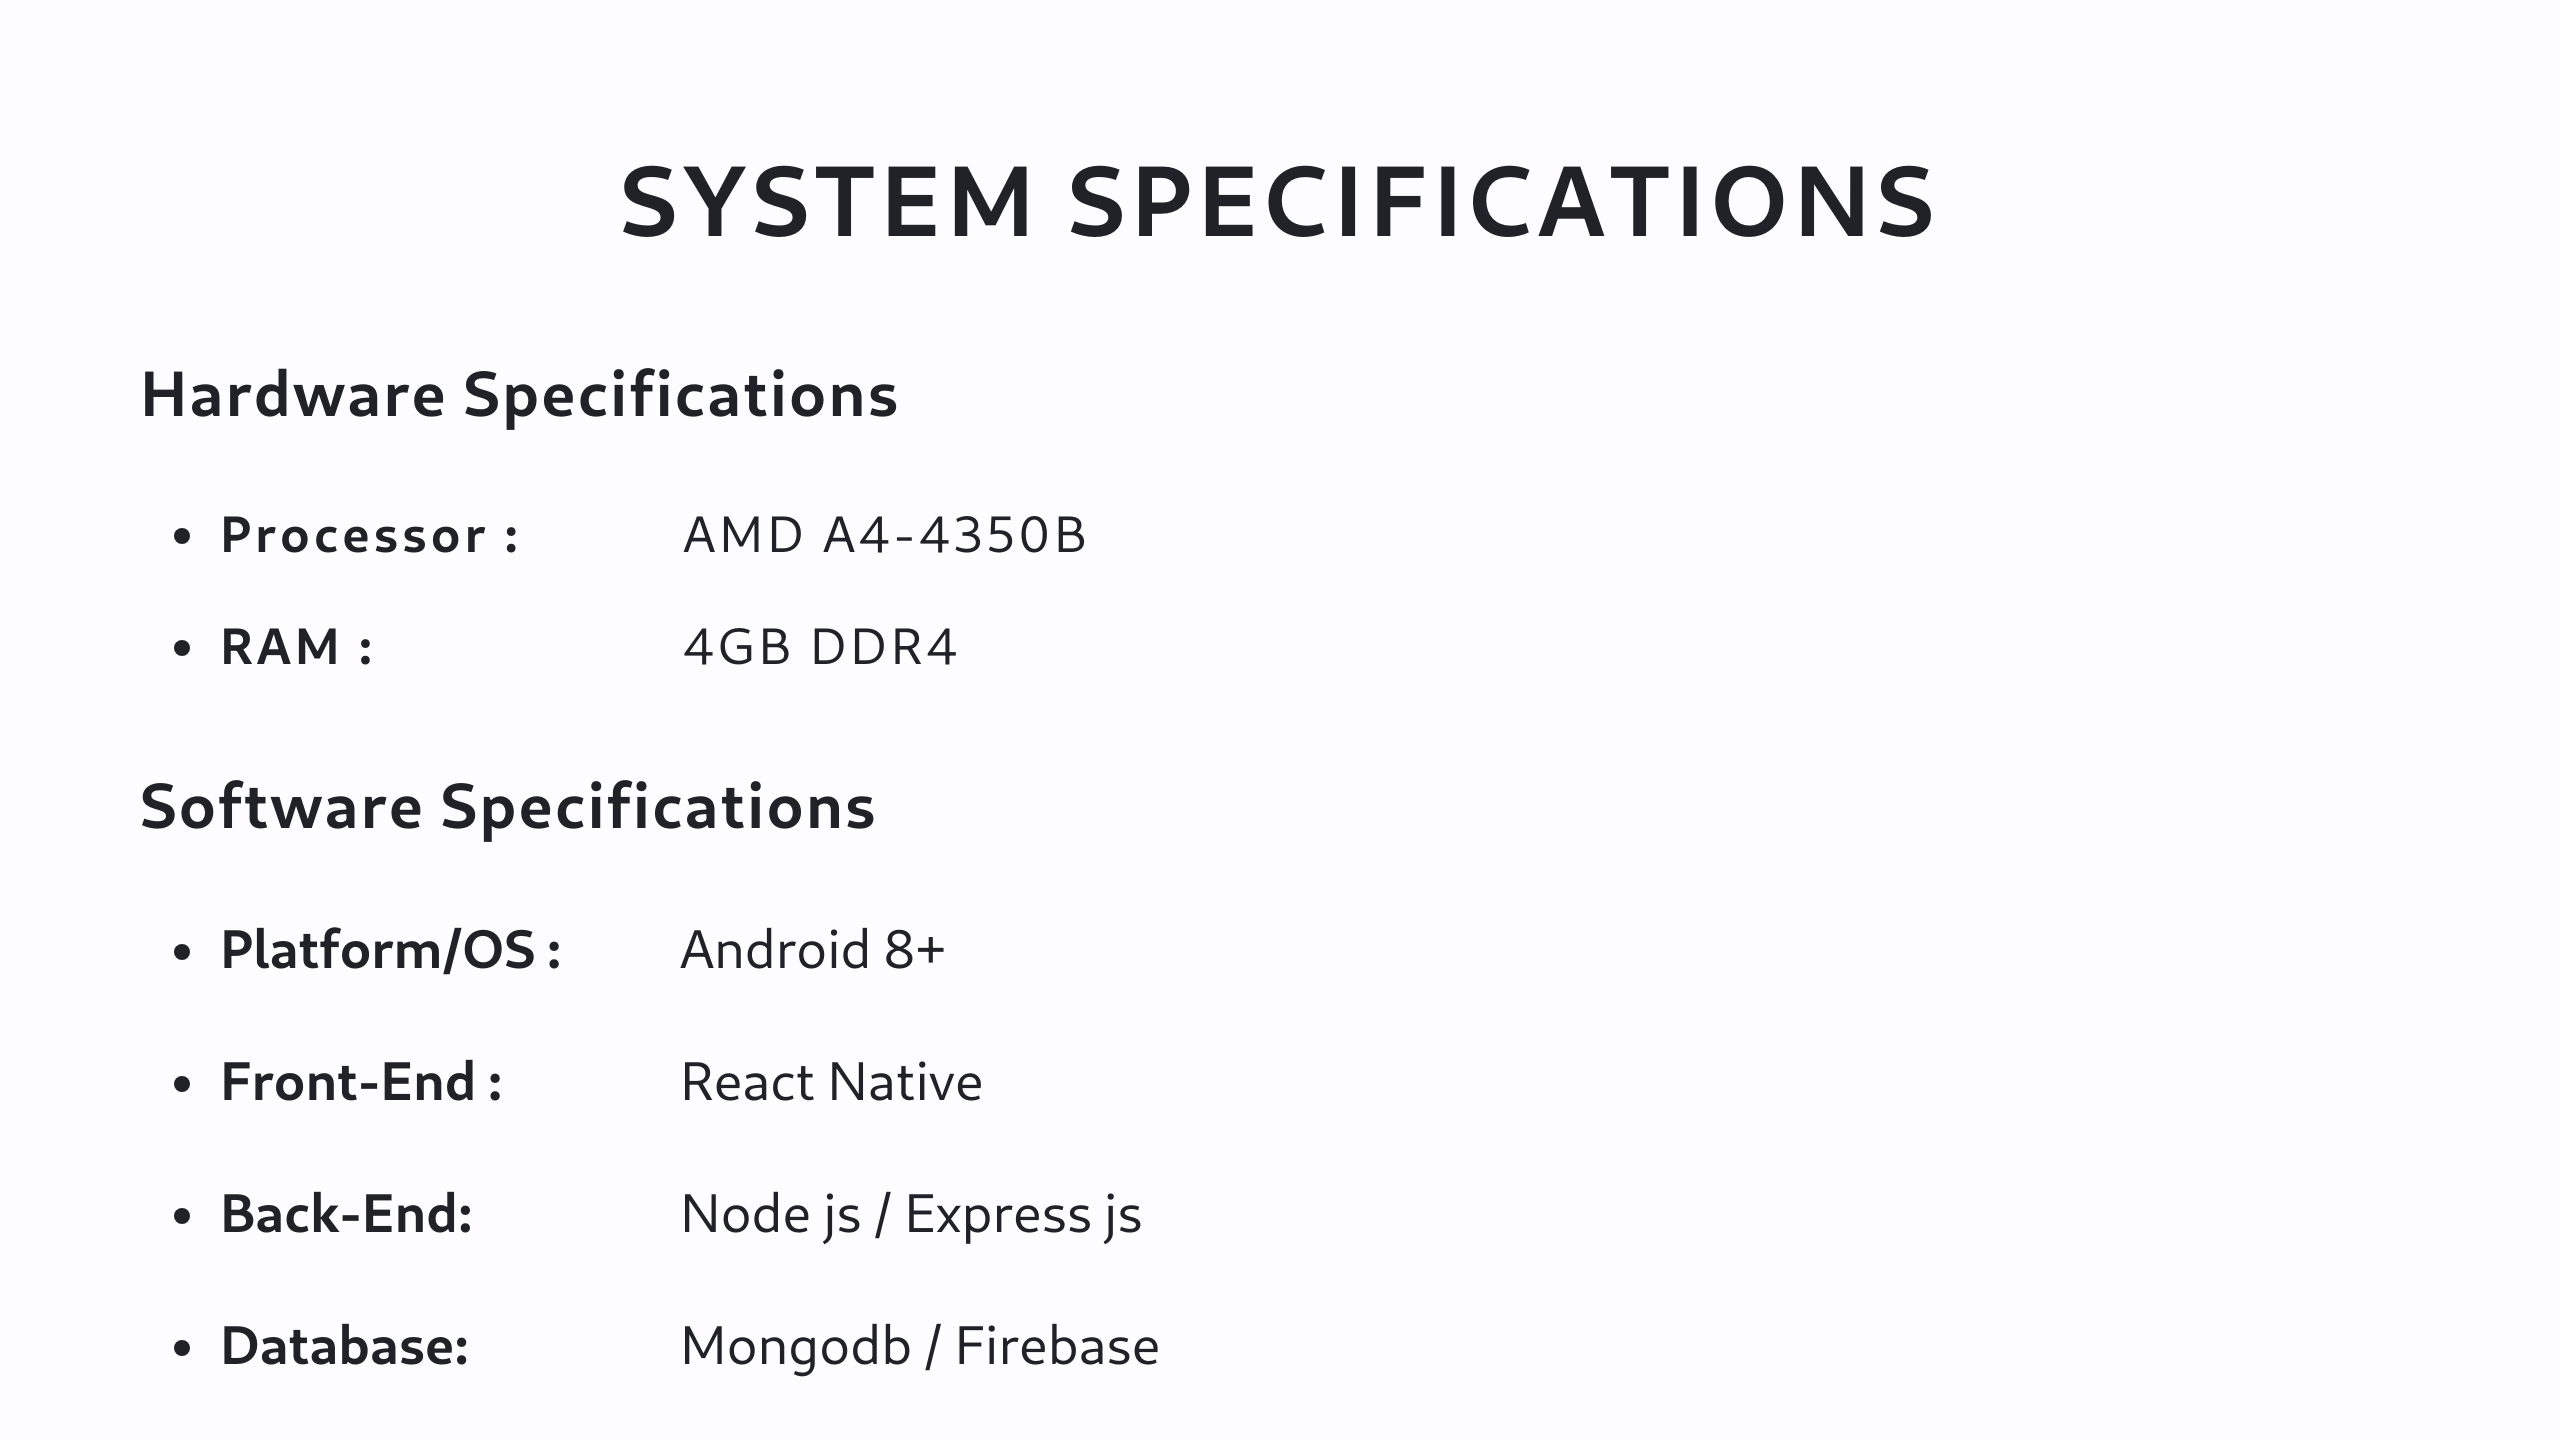 SYSTEM SPECIFICATIONS
Hardware Specifications
• Processor : AMD A4-4350B
• RAM : 4GB DDR4
Software Specifications
• Platform/OS : Android 8+
• Front-End : React Native
• Back-End: Node js / Express js
• Database: Mongodb / Firebase